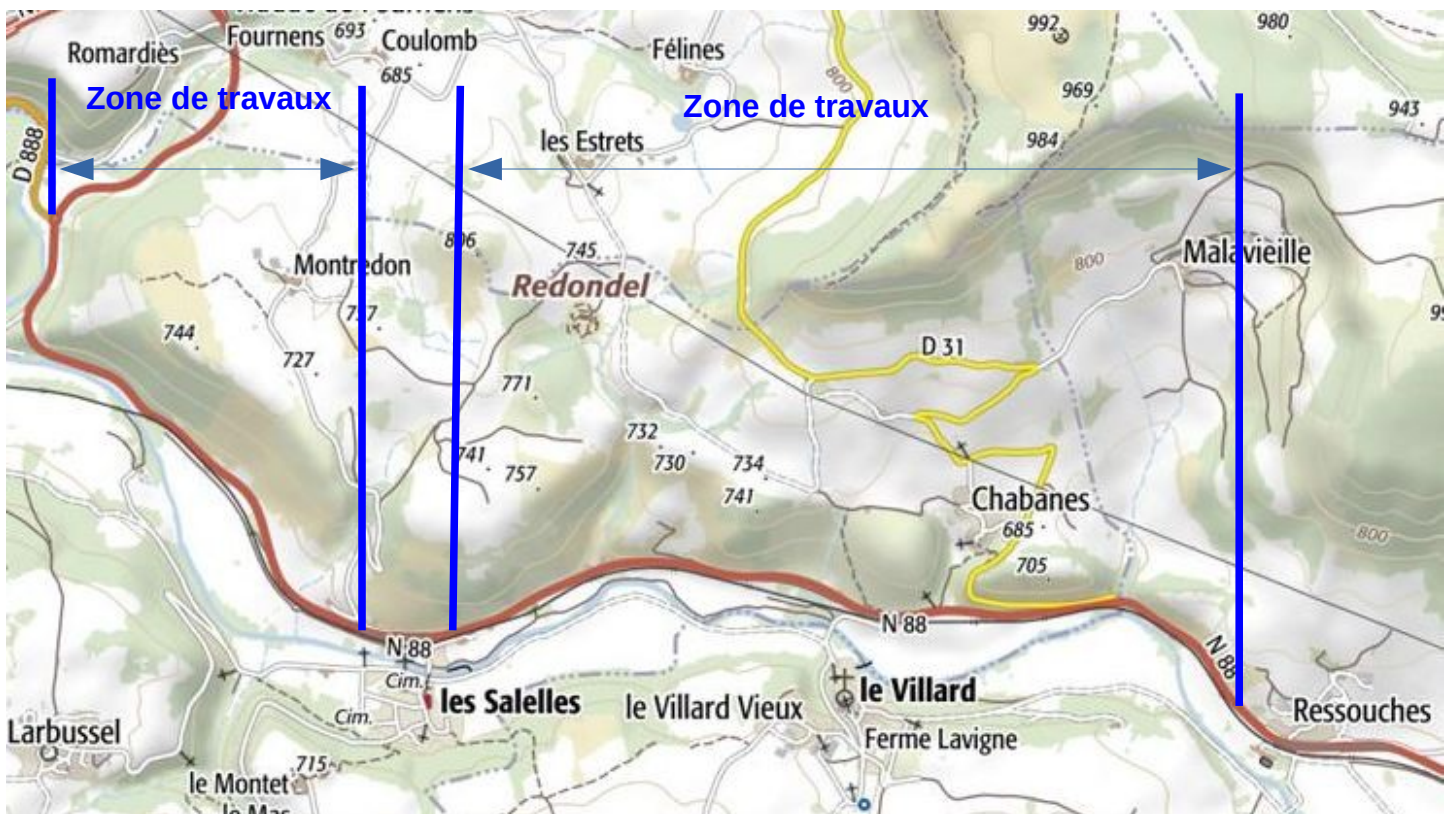 Fournens
693
Coulomb
992
980
Romardiès
685
Félines
800
969
Zone de travaux
Zone de travaux
943
les Estrets
984
D 888
806
745
Montredon
Malavieille
800
Redondel
744
727
D 31
771
732
741
730
734
757
741
Chabanes
685
800
705
N 88
N 88
N 88
Cim.
les Salelles
le Villard
le Villard Vieux
Ressouches
Cim.
Larbussel
Ferme Lavigne
715
le Montet
le Mas